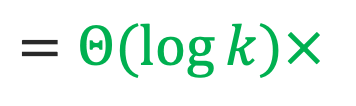 = Θ(log k)×